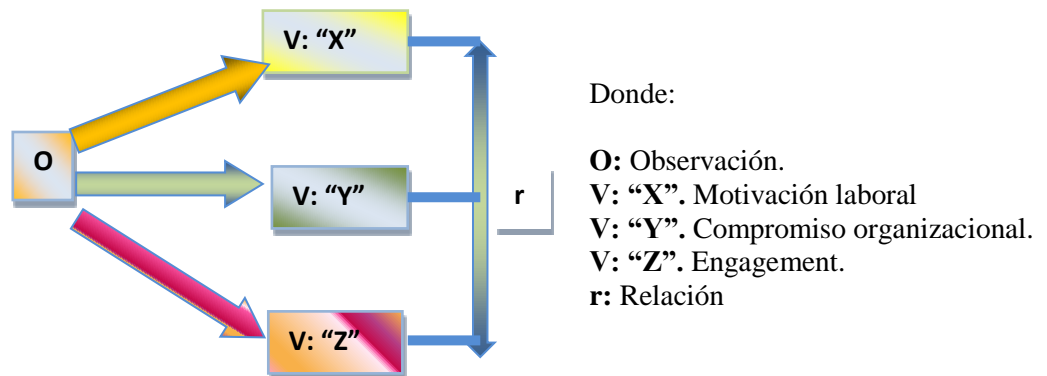 V: “X”
O
V: “Y”
r
V: “Z”
Donde:
O: Observación.
V: “X”. Motivación laboral
V: “Y”. Compromiso organizacional.
V: “Z”. Engagement.
r: Relación